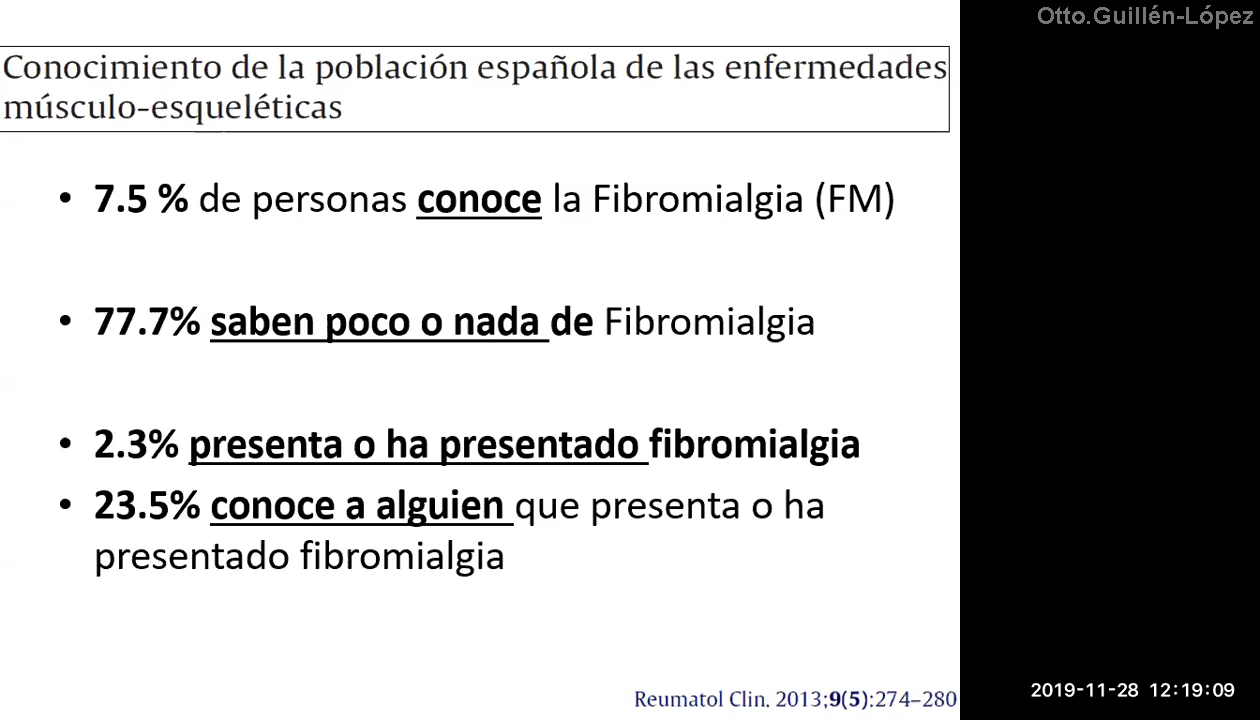 Otto.Guillén-López
Conocimiento de la población española de las enfermedades
músculo-esqueléticas
• 7.5 % de personas conoce la Fibromialgia (FM)
• 77.7% saben poco o nada de Fibromialgia
• 2.3% presenta o ha presentado fibromialgia
• 23.5% conoce a alguien que presenta o ha
presentado fibromialgia
Reumatol Clin. 2013;9(5):274–280
2019-11-28 12:19:09